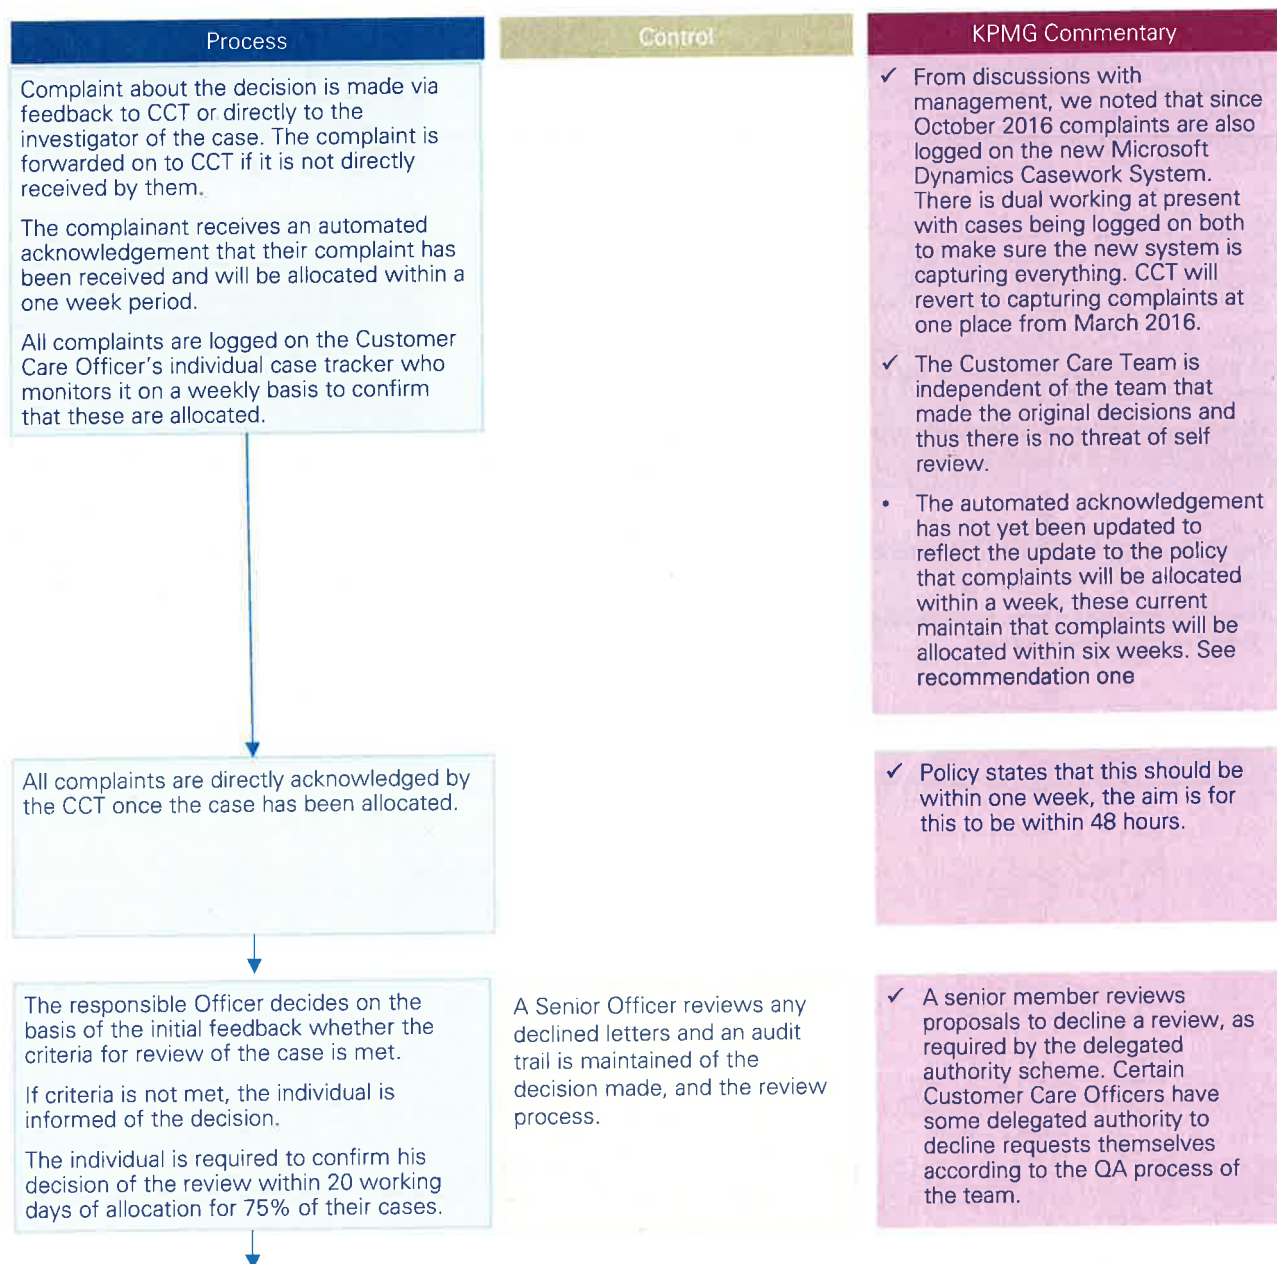 Process
Control
KPMG Commentary
Complaint about the decision is made via
feedback to CCT or directly to the
investigator of the case. The complaint is
forwarded on to CCT if it is not directly
received by them.
The complainant receives an automated
acknowledgement that their complaint has
been received and will be allocated within a
one week period.
All complaints are logged on the Customer
Care Officer's individual case tracker who
monitors it on a weekly basis to confirm
that these are allocated.
✓ From discussions with
management, we noted that since
October 2016 complaints are also
logged on the new Microsoft
Dynamics Casework System.
There is dual working at present
with cases being logged on both
to make sure the new system is
capturing everything. CCT will
revert to capturing complaints at
one place from March 2016.
✓ The Customer Care Team is
independent of the team that
made the original decisions and
thus there is no threat of self
review.
• The automated acknowledgement
has not yet been updated to
reflect the update to the policy
that complaints will be allocated
within a week, these current
maintain that complaints will be
allocated within six weeks. See
recommendation one
All complaints are directly acknowledged by
the CCT once the case has been allocated.
✓ Policy states that this should be
within one week, the aim is for
this to be within 48 hours.
The responsible Officer decides on the
basis of the initial feedback whether the
criteria for review of the case is met.
If criteria is not met, the individual is
informed of the decision.
The individual is required to confirm his
decision of the review within 20 working
days of allocation for 75% of their cases.
A Senior Officer reviews any
declined letters and an audit
trail is maintained of the
decision made, and the review
process.
✓ A senior member reviews
proposals to decline a review, as
required by the delegated
authority scheme. Certain
Customer Care Officers have
some delegated authority to
decline requests themselves
according to the QA process of
the team.